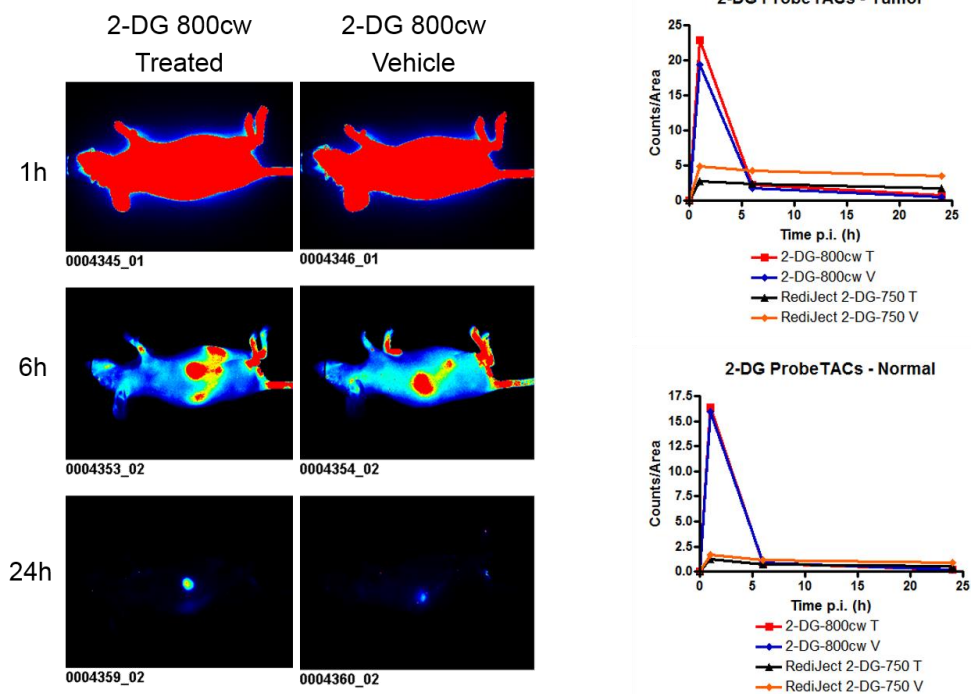 2-DG 800cw
Treated
2-DG 800cw
Vehicle
1h
0004345_01
0004346_01
6h
0004353_02
0004354_02
24h
0004359_02
0004360_02
2-DG ProbeTACs - Tumor
25
20
15
10
5
0
Counts/Area
0 5 10 15 20 25
Time p.i. (h)
2-DG-800cw T
2-DG-800cw V
RediJect 2-DG-750 T
RediJect 2-DG-750 V
2-DG ProbeTACs - Normal
17.5
15.0
12.5
10.0
7.5
5.0
2.5
0.0
Counts/Area
0 5 10 15 20 25
Time p.i. (h)
2-DG-800cw T
2-DG-800cw V
RediJect 2-DG-750 T
RediJect 2-DG-750 V